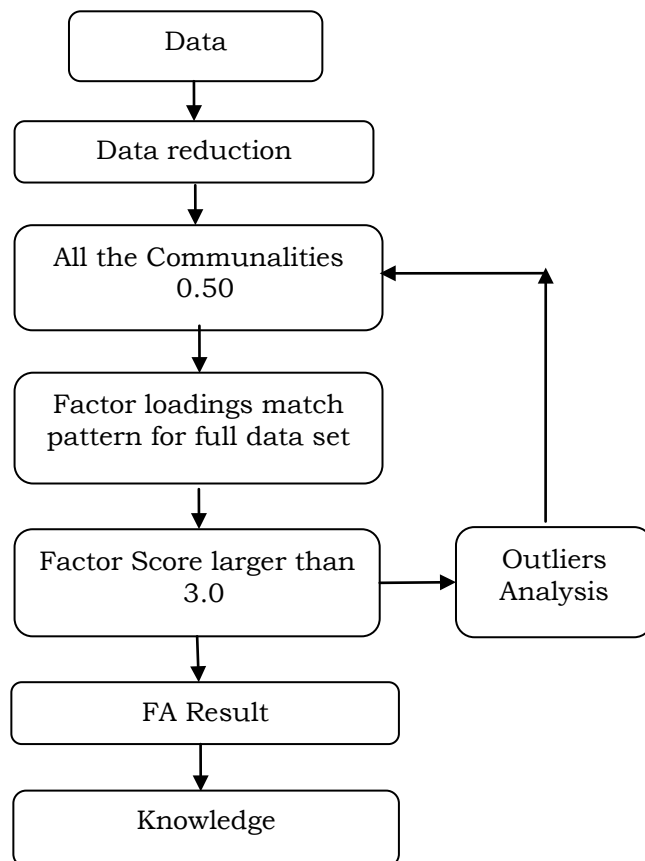 Data
Data reduction
All the Communalities
0.50
Factor loadings match
pattern for full data set
Factor Score larger than
3.0
Outliers
Analysis
FA Result
Knowledge